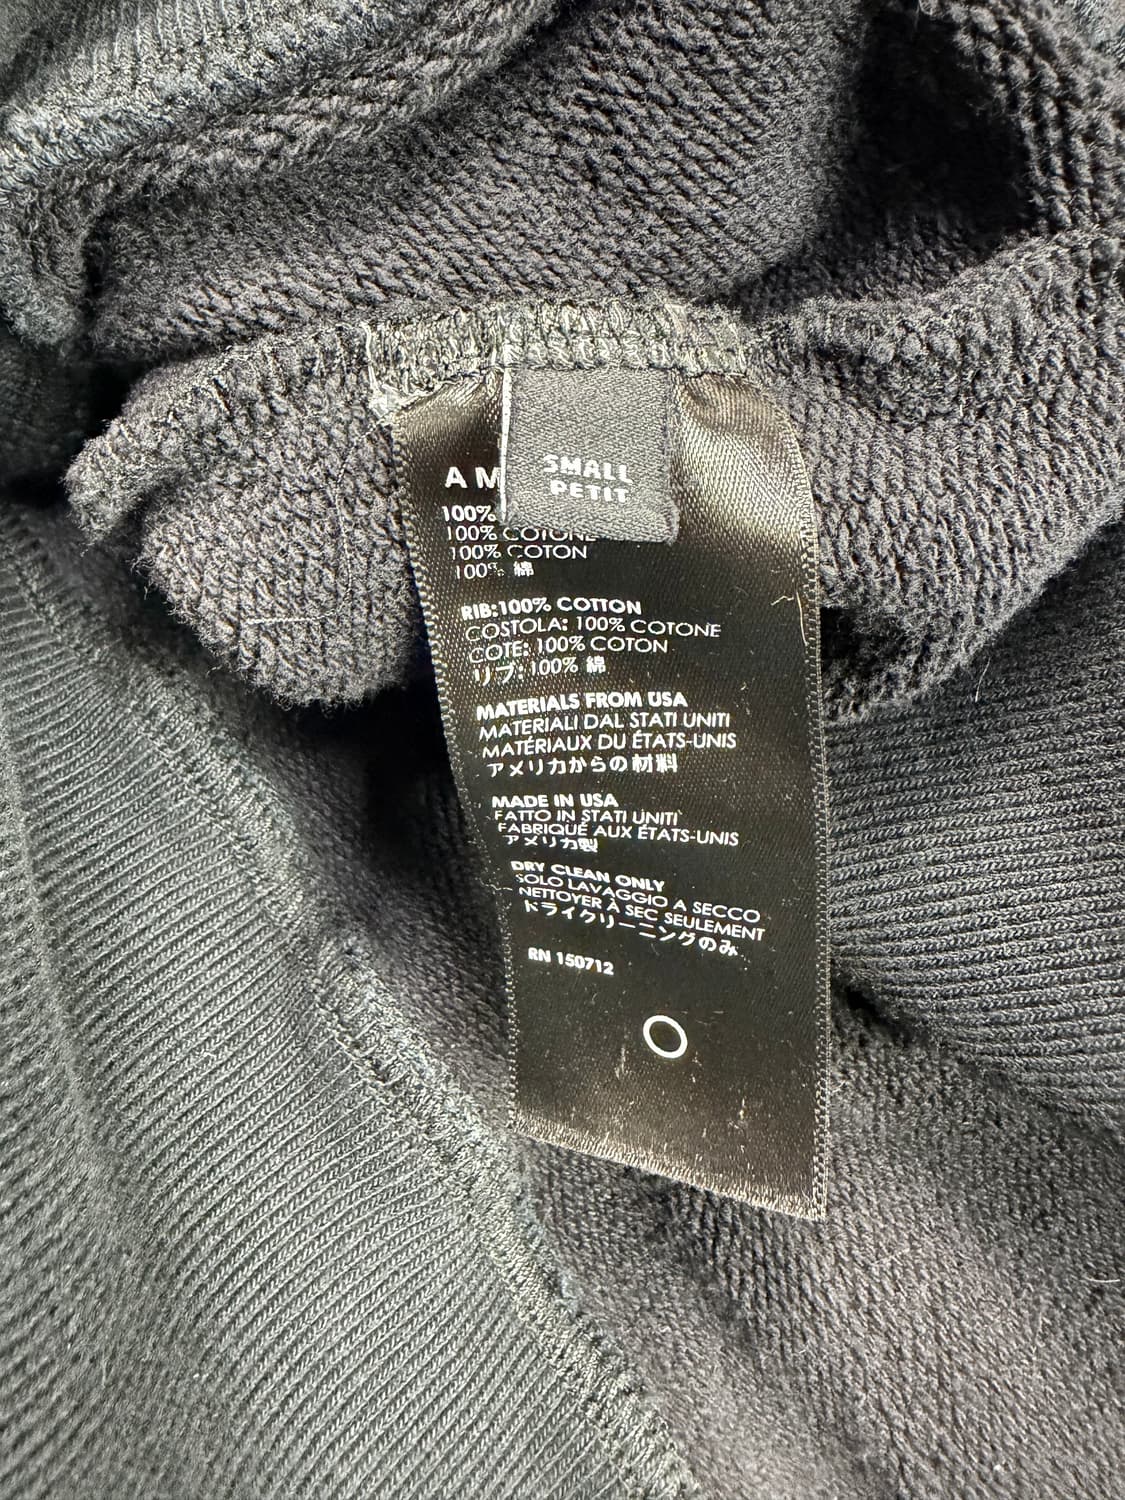 SMALL
PETIT
A M
100%
100% COTONE
100% COTON
100% 綿
RIB:100% COTTON
COSTOLA: 100% COTONE
COTE: 100% COTON
リブ: 100% 綿
MATERIALS FROM USA
MATERIALI DAL STATI UNITI
MATÉRIAUX DU ÉTATS-UNIS
アメリカからの材料
MADE IN USA
FATTO IN STATI UNITI
FABRIQUÉ AUX ÉTATS-UNIS
アメリカ製
DRY CLEAN ONLY
SOLO LAVAGGIO A SECCO
NETTOYER À SEC SEULEMENT
ドライクリーニングのみ
RN 150712